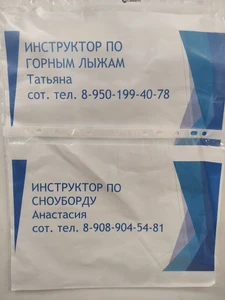 ИНСТРУКТОР ПО
ГОРНЫМ ЛЫЖАМ
Татьяна
сот. тел. 8-950-199-40-78
ИНСТРУКТОР ПО
СНОУБОРДУ
Анастасия
сот. тел. 8-908-904-54-81